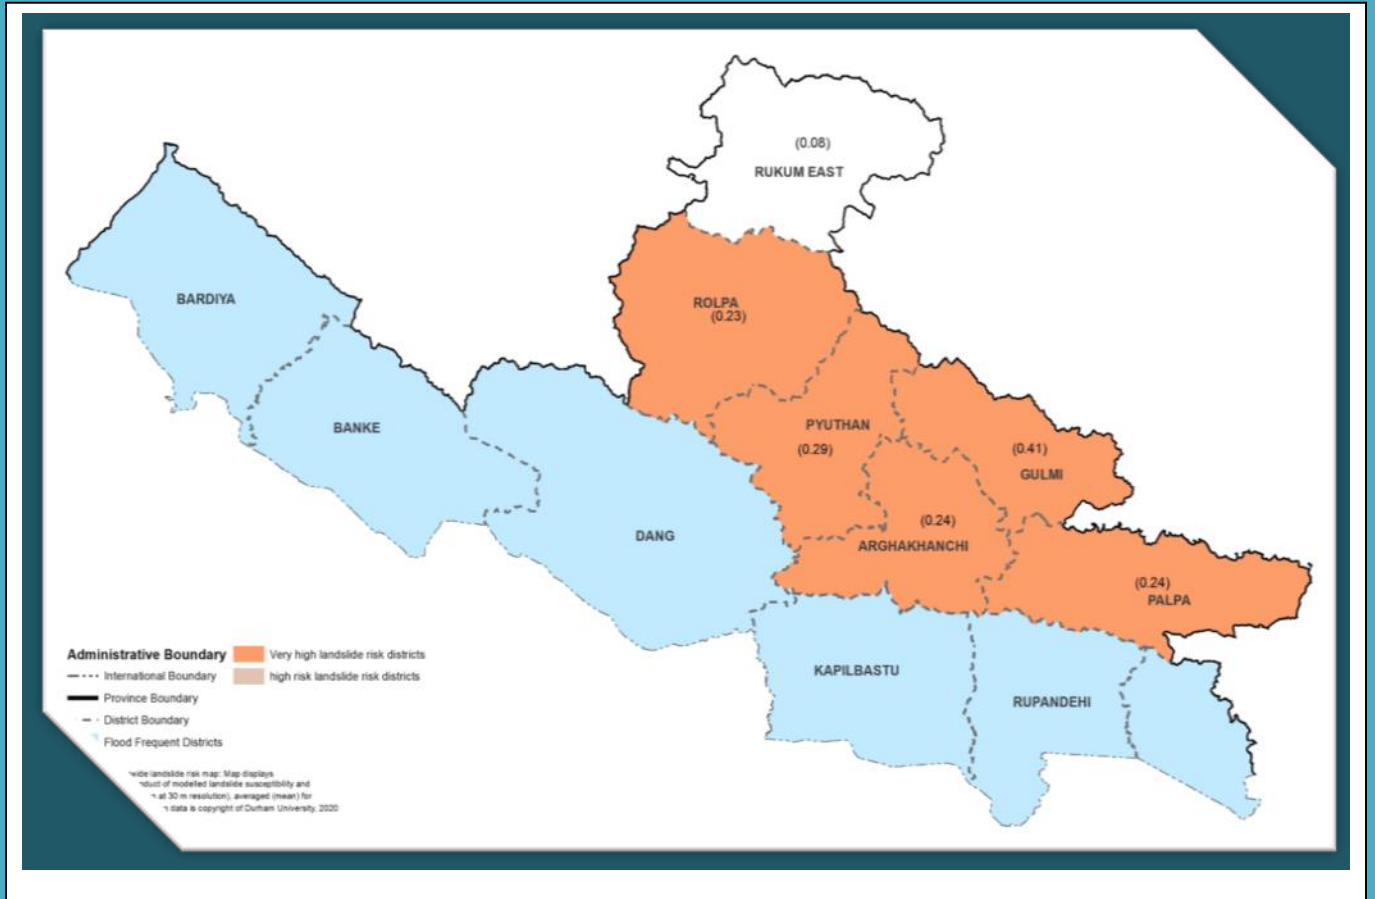 (0.08)
RUKUM EAST
BARDIYA
ROLPA
(0.23)
BANKE
PYUTHAN
(0.29)
(0.41)
GULMI
DANG
(0.24)
ARGHAKHANCHI
(0.24)
PALPA
KAPILBASTU
RUPANDEHI
Administrative Boundary
International Boundary
Province Boundary
District Boundary
Flood Frequent Districts
Very high landslide risk districts
high risk landslide risk districts
wide landslide risk map: Map displays
of modelled landslide susceptibility and
at 30 m resolution), averaged (mean) for
data is copyright of Durham University, 2020